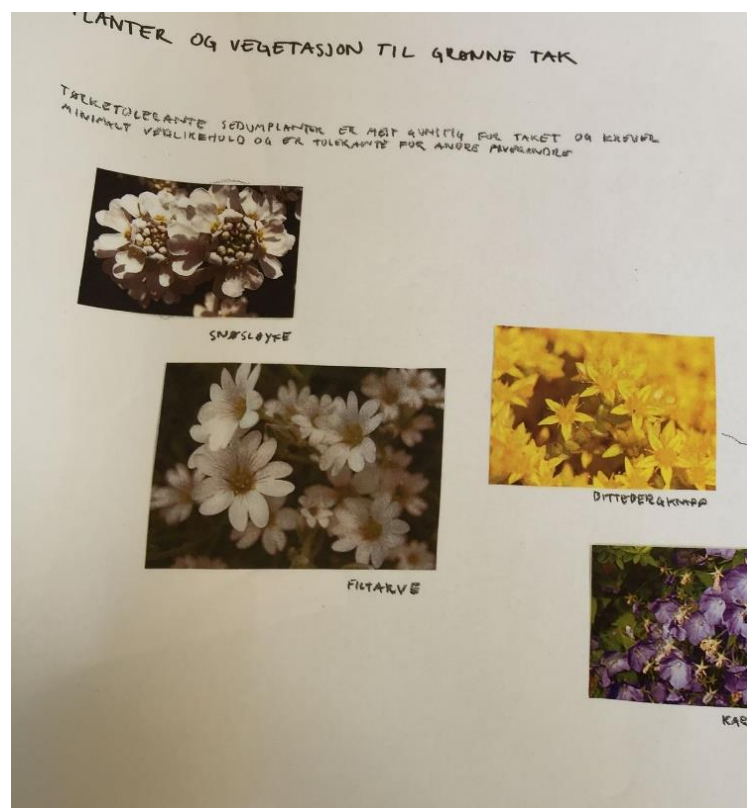 PLANTER OG VEGETASJON TIL GRØNNE TAK
TØRKETOLERANTE SEDUMPLANTER ER MEST GUNSTIG FOR TAKET OG KREVER
MINIMALT VEDLIKEHOLD OG ER TOLERANTE FOR ANDRE
SNØSLØYFE
BITTERBERGKNAPP
FILTARVE